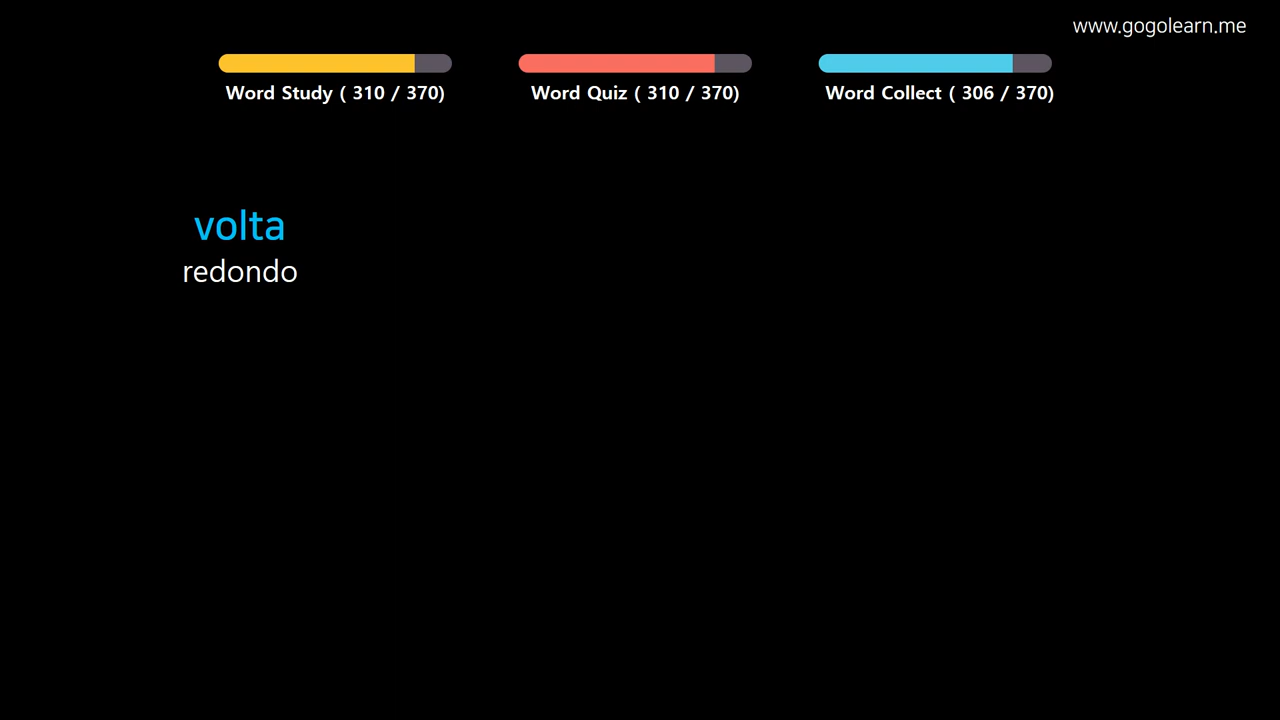 www.gogolearn.me
Word Study ( 310 / 370)
Word Quiz ( 310 / 370)
Word Collect ( 306 / 370)
volta
redondo